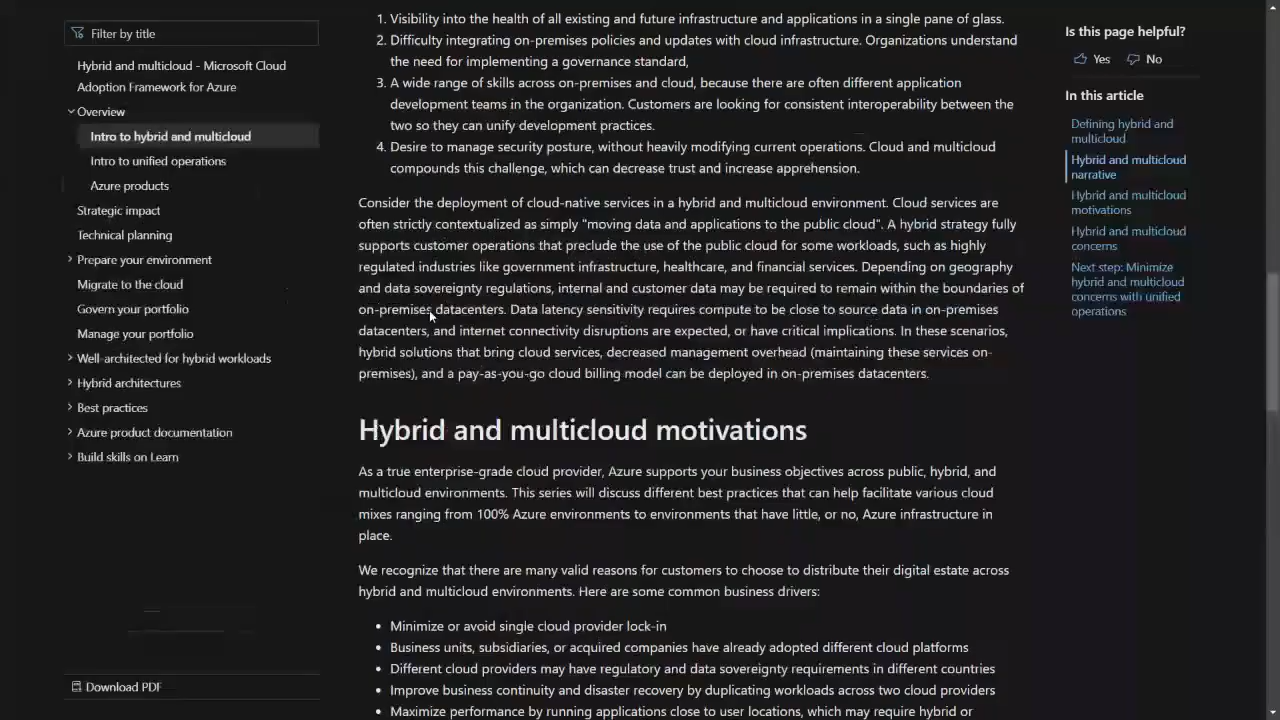 Filter by title
Hybrid and multicloud - Microsoft Cloud
Adoption Framework for Azure
Overview
Intro to hybrid and multicloud
Intro to unified operations
Azure products
Strategic impact
Technical planning
Prepare your environment
Migrate to the cloud
Govern your portfolio
Manage your portfolio
Well-architected for hybrid workloads
Hybrid architectures
Best practices
Azure product documentation
Build skills on Learn
Download PDF
1. Visibility into the health of all existing and future infrastructure and applications in a single pane of glass.
2. Difficulty integrating on-premises policies and updates with cloud infrastructure. Organizations understand
the need for implementing a governance standard,
3. A wide range of skills across on-premises and cloud, because there are often different application
development teams in the organization. Customers are looking for consistent interoperability between the
two so they can unify development practices.
4. Desire to manage security posture, without heavily modifying current operations. Cloud and multicloud
compounds this challenge, which can decrease trust and increase apprehension.
Consider the deployment of cloud-native services in a hybrid and multicloud environment. Cloud services are
often strictly contextualized as simply "moving data and applications to the public cloud". A hybrid strategy fully
supports customer operations that preclude the use of the public cloud for some workloads, such as highly
regulated industries like government infrastructure, healthcare, and financial services. Depending on geography
and data sovereignty regulations, internal and customer data may be required to remain within the boundaries of
on-premises datacenters. Data latency sensitivity requires compute to be close to source data in on-premises
datacenters, and internet connectivity disruptions are expected, or have critical implications. In these scenarios,
hybrid solutions that bring cloud services, decreased management overhead (maintaining these services on-
premises), and a pay-as-you-go cloud billing model can be deployed in on-premises datacenters.
Hybrid and multicloud motivations
As a true enterprise-grade cloud provider, Azure supports your business objectives across public, hybrid, and
multicloud environments. This series will discuss different best practices that can help facilitate various cloud
mixes ranging from 100% Azure environments to environments that have little, or no, Azure infrastructure in
place.
We recognize that there are many valid reasons for customers to choose to distribute their digital estate across
hybrid and multicloud environments. Here are some common business drivers:
• Minimize or avoid single cloud provider lock-in
• Business units, subsidiaries, or acquired companies have already adopted different cloud platforms
• Different cloud providers may have regulatory and data sovereignty requirements in different countries
• Improve business continuity and disaster recovery by duplicating workloads across two cloud providers
• Maximize performance by running applications close to user locations, which may require hybrid or
Is this page helpful?
Yes No
In this article
Defining hybrid and
multicloud
Hybrid and multicloud
narrative
Hybrid and multicloud
motivations
Hybrid and multicloud
concerns
Next step: Minimize
hybrid and multicloud
concerns with unified
operations